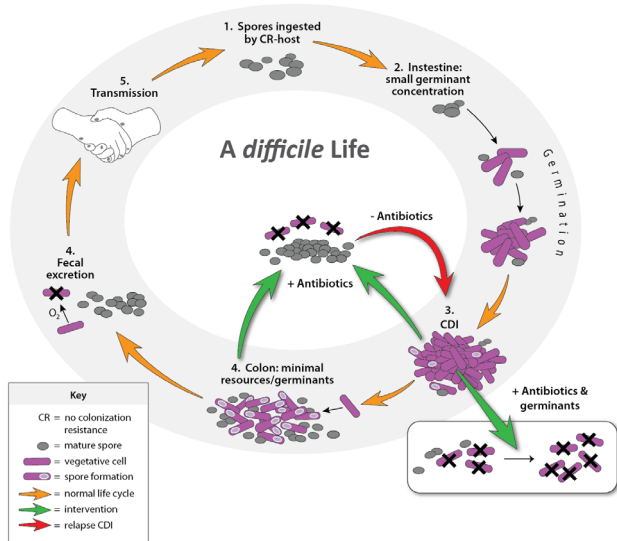 1. Spores ingested
by CR-host
2. Instestine:
small germinant
concentration
5.
Transmission
A difficile Life
Germination
- Antibiotics
+ Antibiotics
4.
Fecal
excretion
O2
3.
CDI
4. Colon: minimal
resources/germinants
+ Antibiotics &
germinants
Key
CR = no colonization
resistance
= mature spore
= vegetative cell
= spore formation
= normal life cycle
= intervention
= relapse CDI